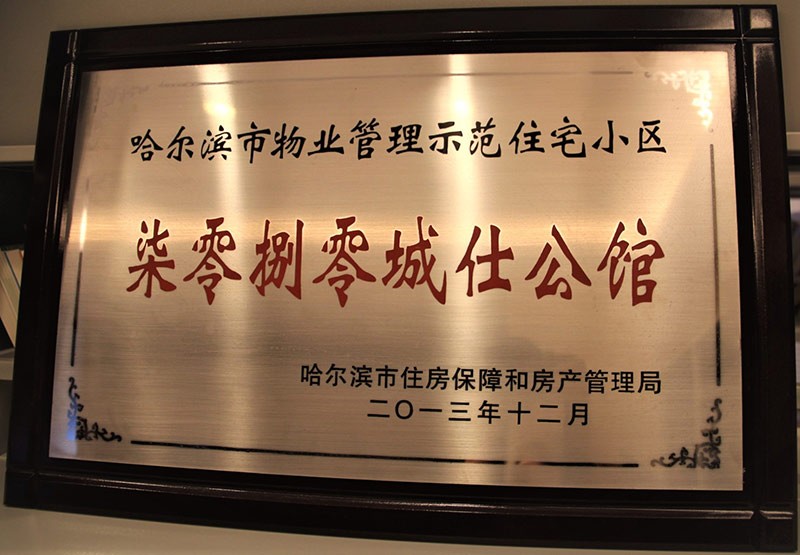 哈尔滨市物业管理示范住宅小区
柒零捌零城仕公馆
哈尔滨市住房保障和房产管理局
二〇一三年十二月